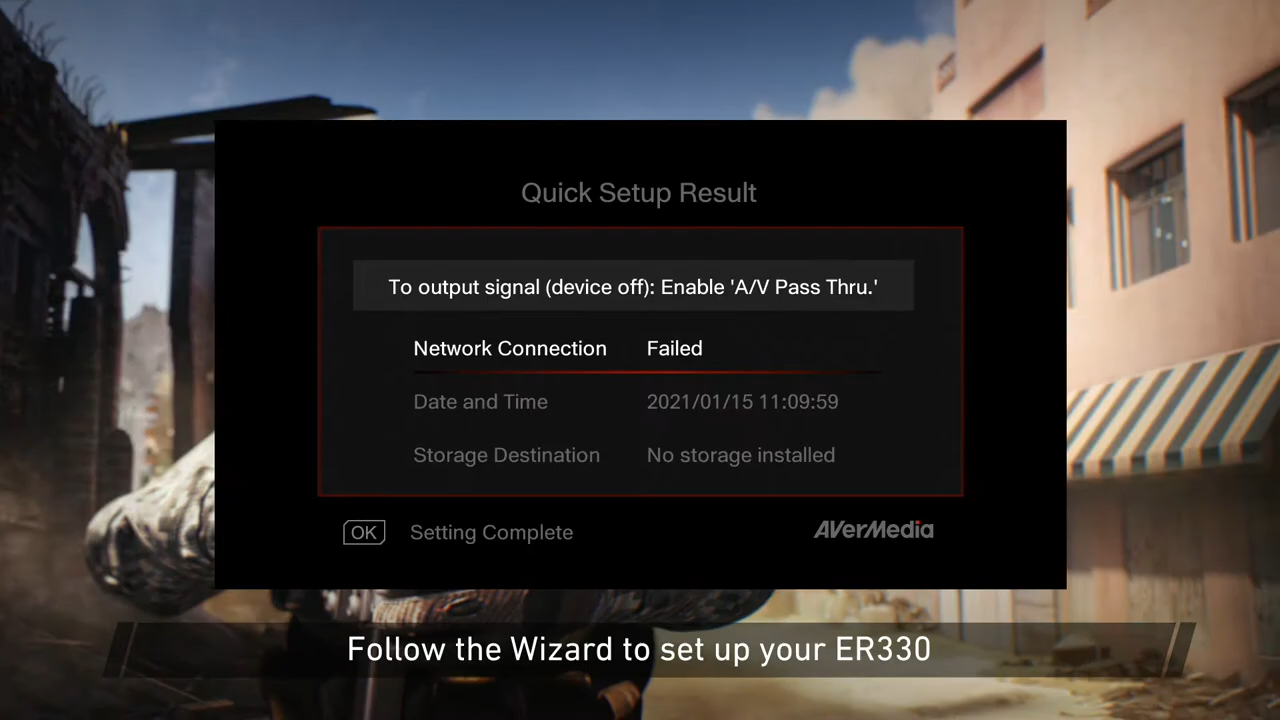 Quick Setup Result
To output signal (device off): Enable 'A/V Pass Thru.'
Network Connection Failed
Date and Time 2021/01/15 11:09:59
Storage Destination No storage installed
OK Setting Complete AVerMedia
Follow the Wizard to set up your ER330